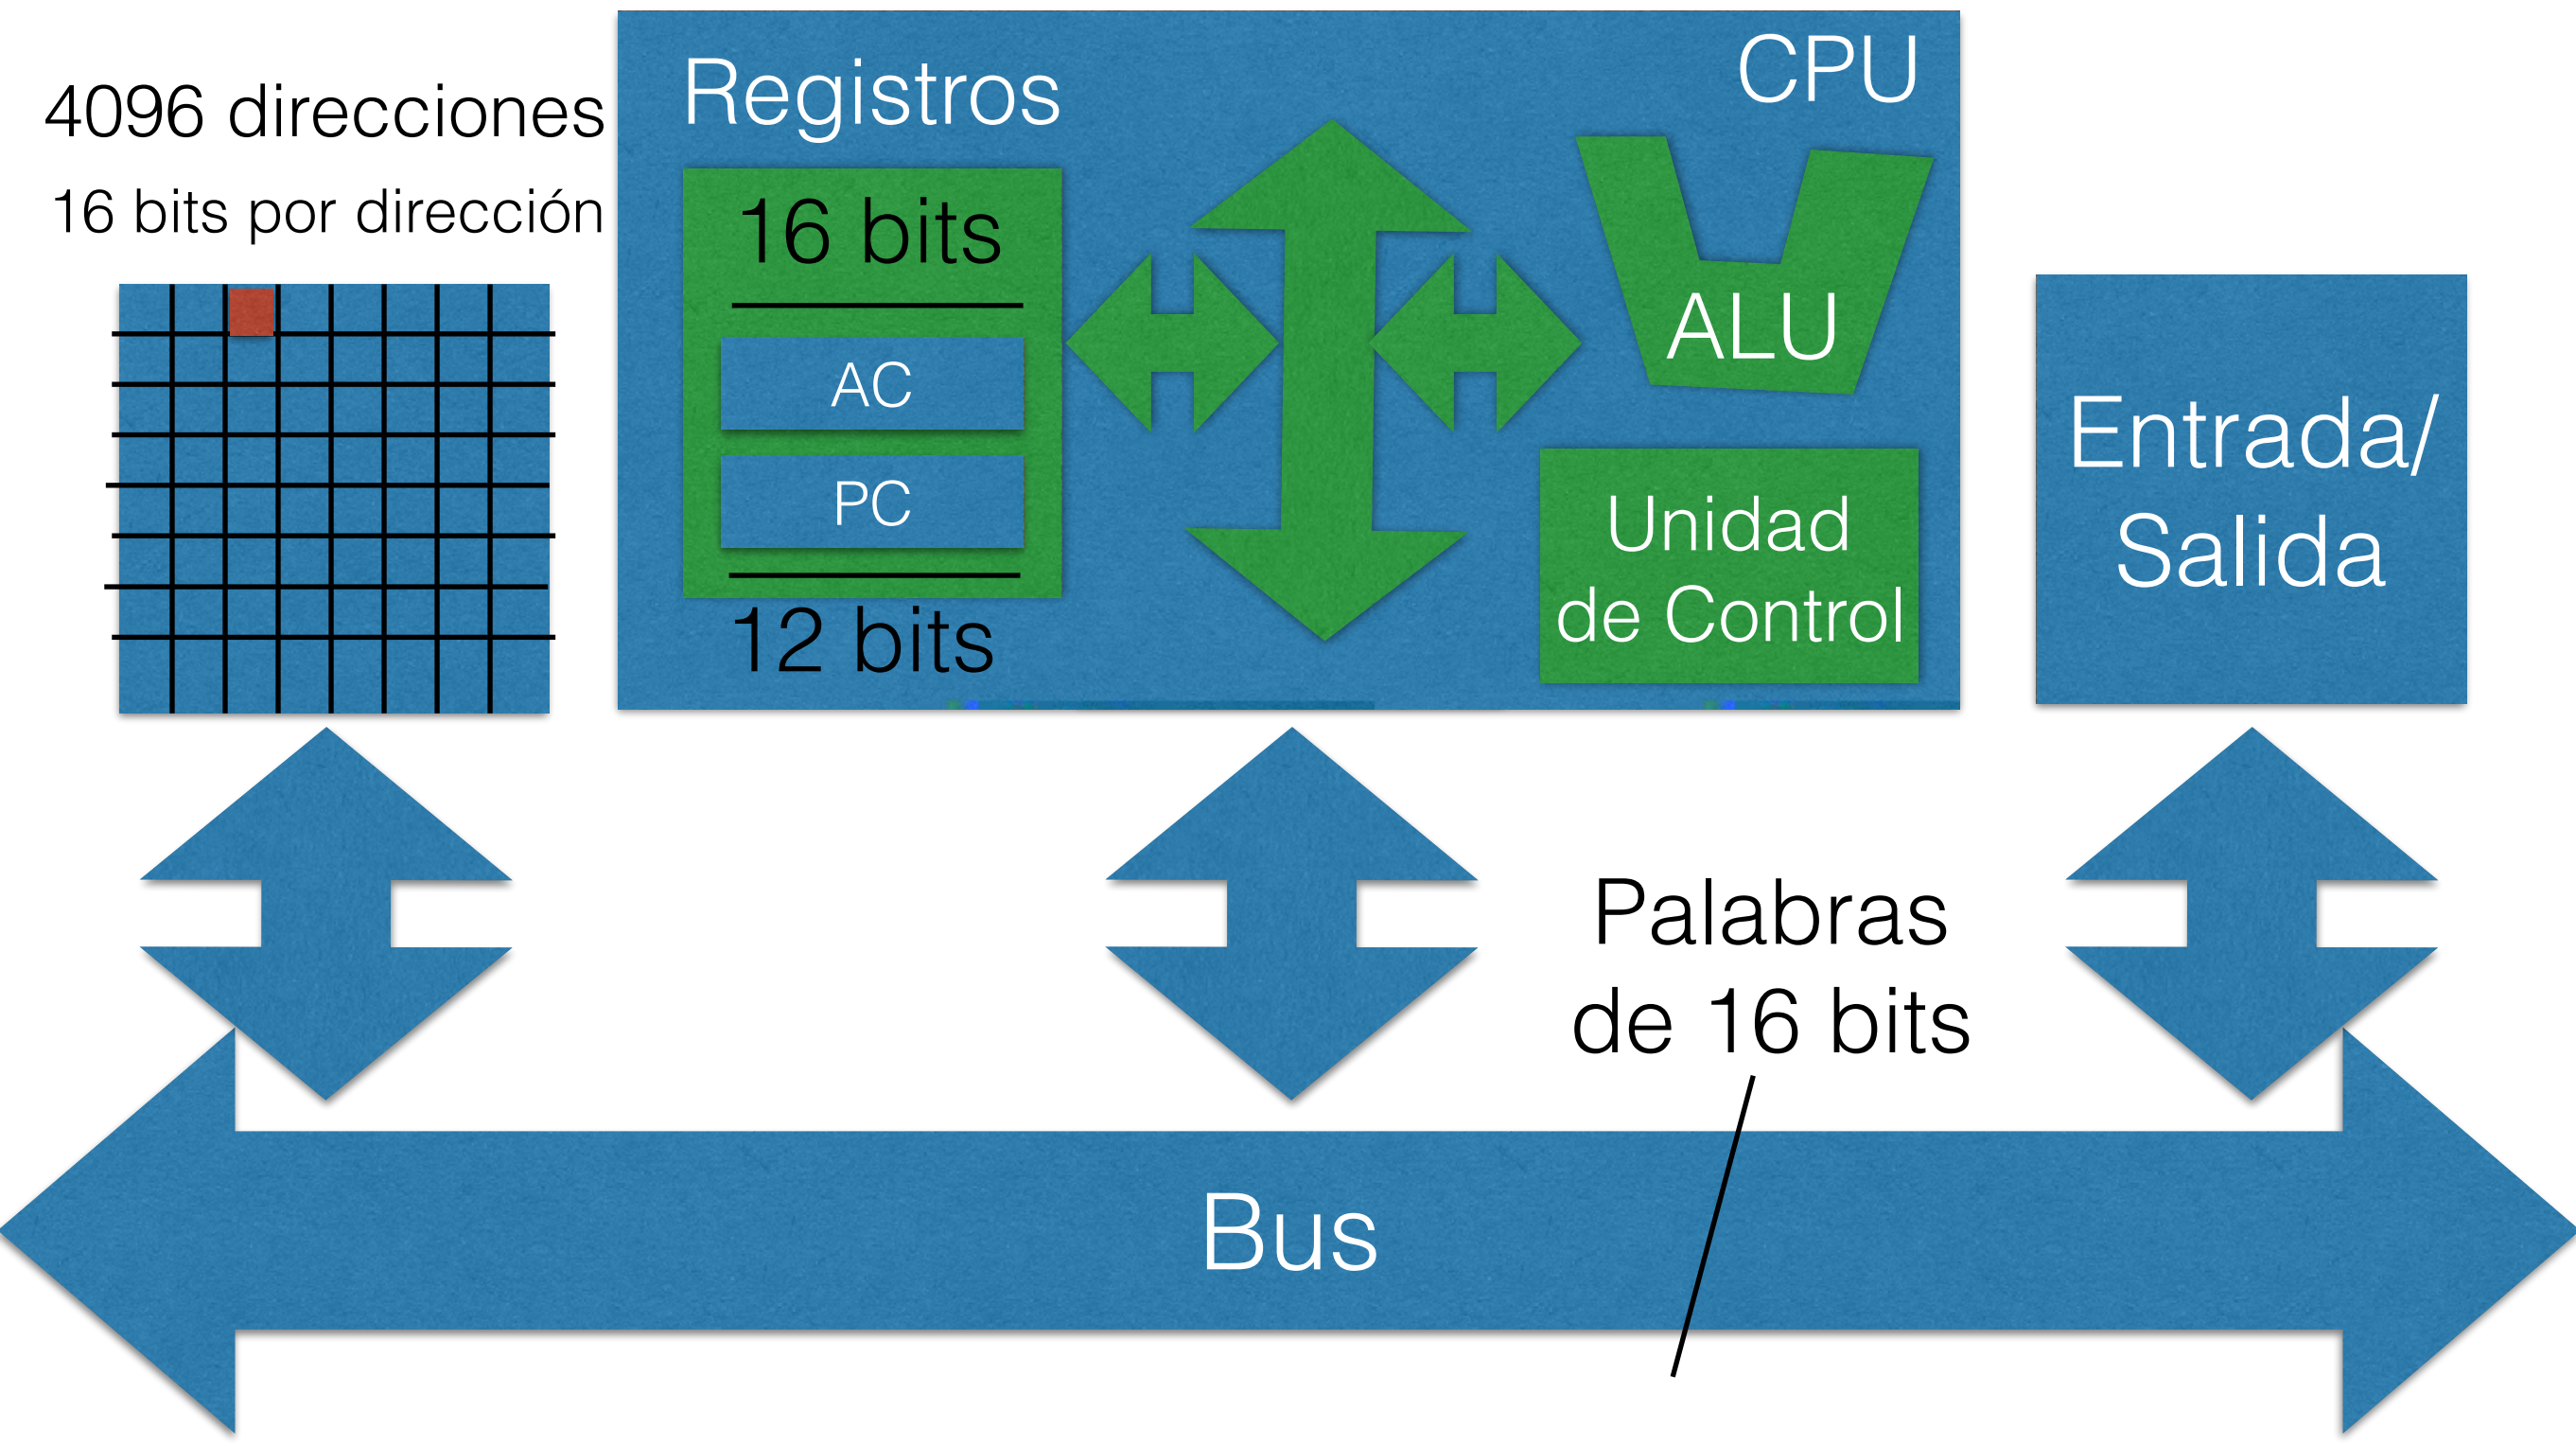 4096 direcciones
16 bits por dirección
Registros
CPU
16 bits
AC
PC
12 bits
ALU
Unidad
de Control
Entrada/
Salida
Palabras
de 16 bits
Bus